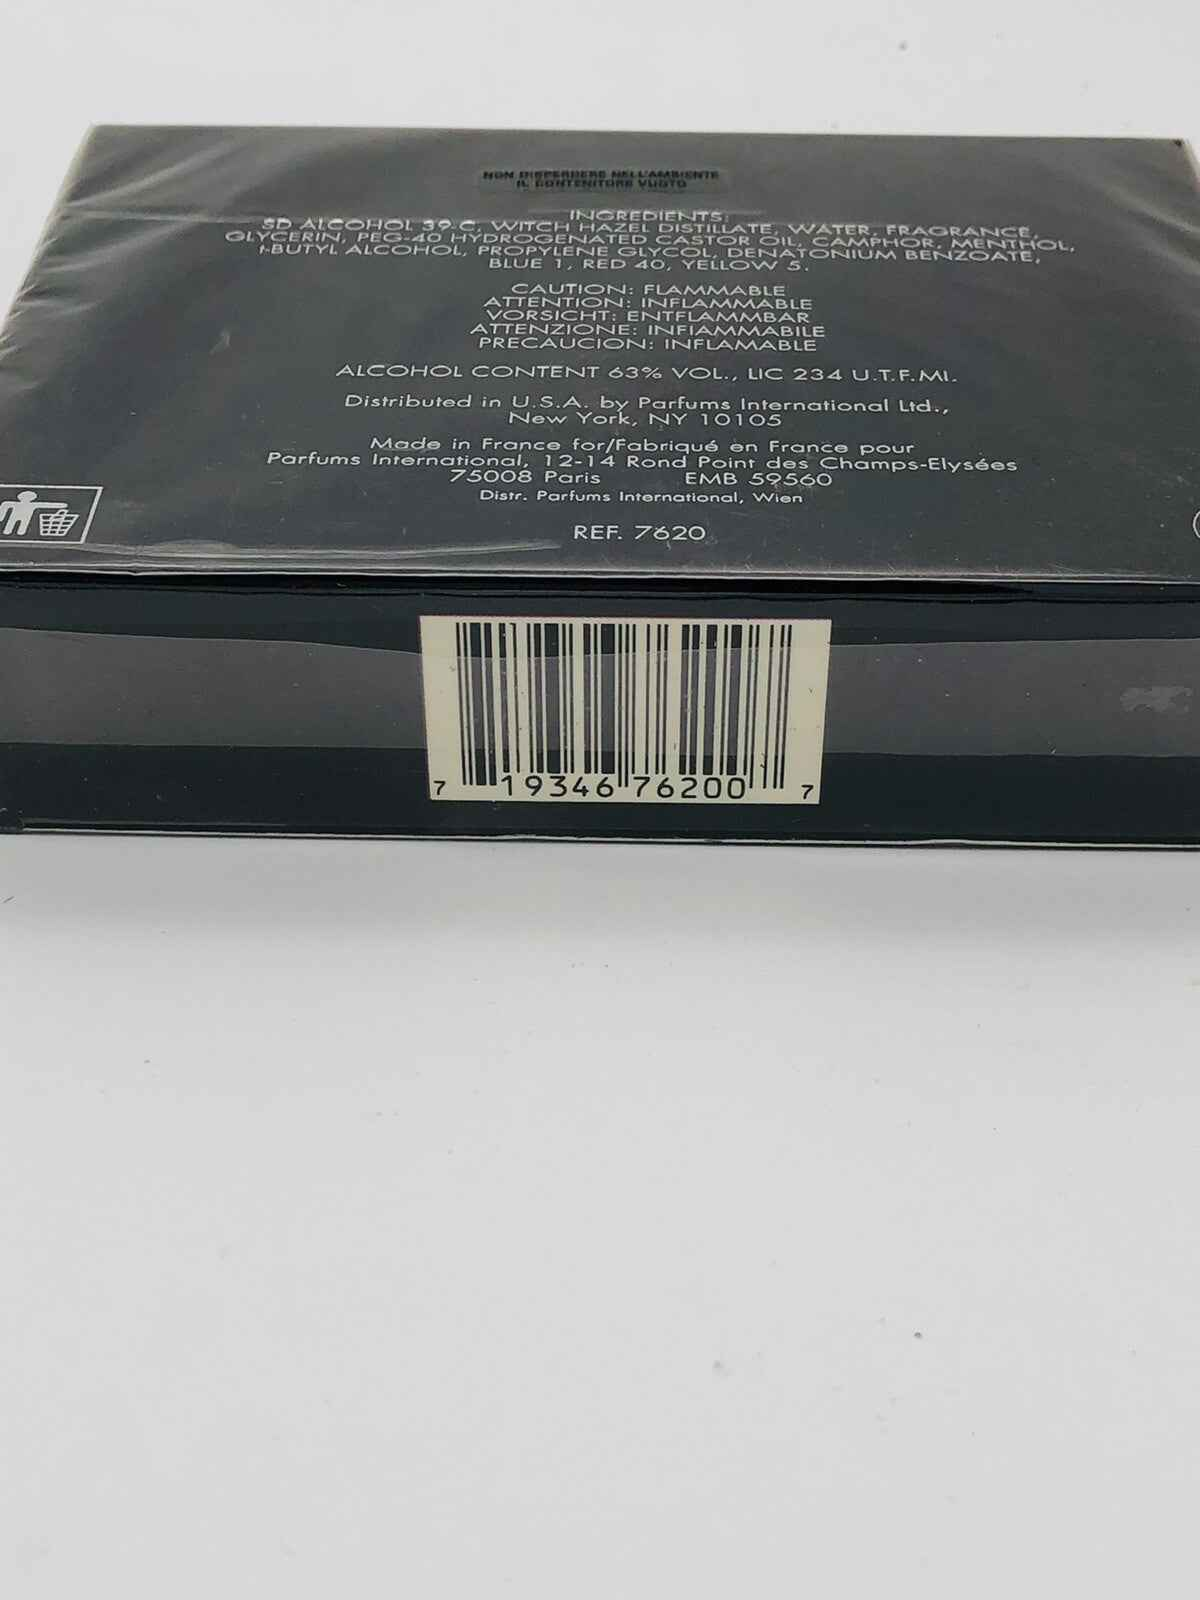 NON DISPERDERE NELL'AMBIENTE
IL CONTENITORE VUOTO
INGREDIENTS:
SD ALCOHOL 39-C, WITCH HAZEL DISTILLATE, WATER, FRAGRANCE,
GLYCERIN, PEG-40 HYDROGENATED CASTOR OIL, CAMPHOR, MENTHOL,
t-BUTYL ALCOHOL, PROPYLENE GLYCOL, DENATONIUM BENZOATE,
BLUE 1, RED 40, YELLOW 5.
CAUTION: FLAMMABLE
ATTENTION: INFLAMMABLE
VORSICHT: ENTFLAMMBAR
ATTENZIONE: INFIAMMABILE
PRECAUCION: INFLAMABLE
ALCOHOL CONTENT 63% VOL., LIC 234 U.T.F.MI.
Distributed in U.S.A. by Parfums International Ltd.,
New York, NY 10105
Made in France for/Fabriqué en France pour
Parfums International, 12-14 Rond Point des Champs-Elysées
75008 Paris EMB 59560
Distr. Parfums International, Wien
REF. 7620
7 19346 76200 7